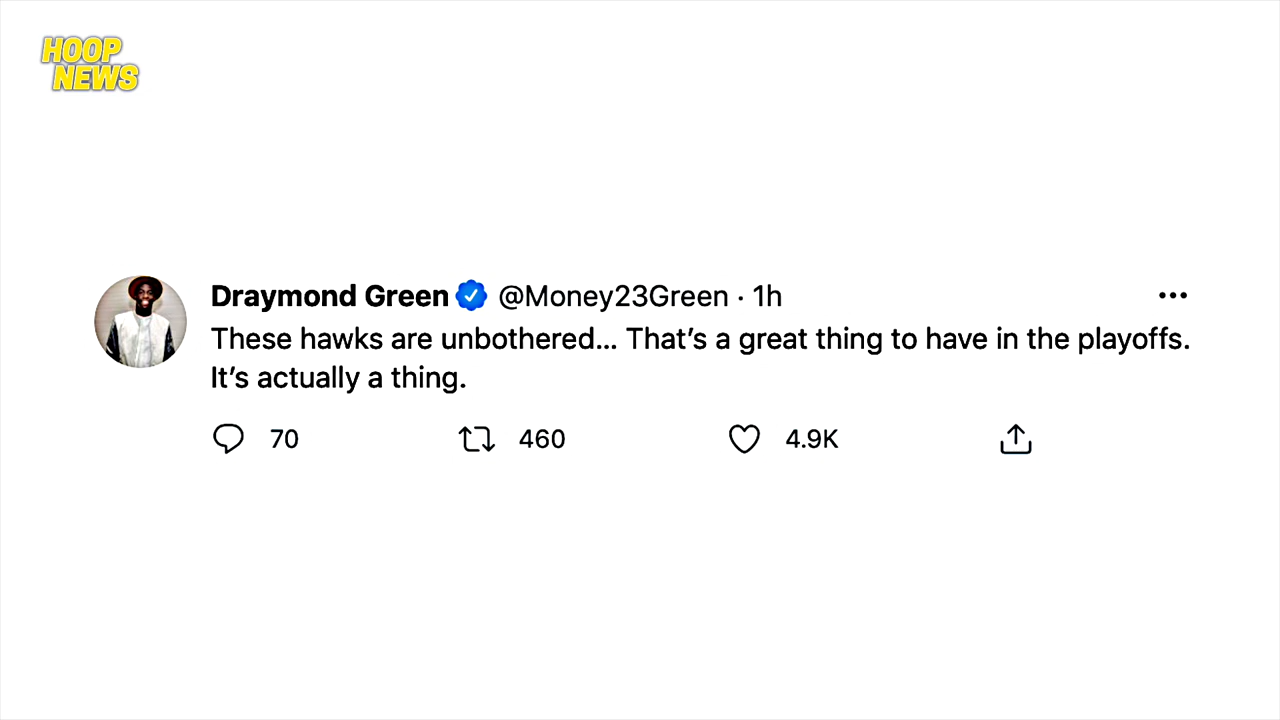 HOOP
NEWS
Draymond Green @Money23Green · 1h
These hawks are unbothered... That’s a great thing to have in the playoffs.
It’s actually a thing.
70 460 4.9K